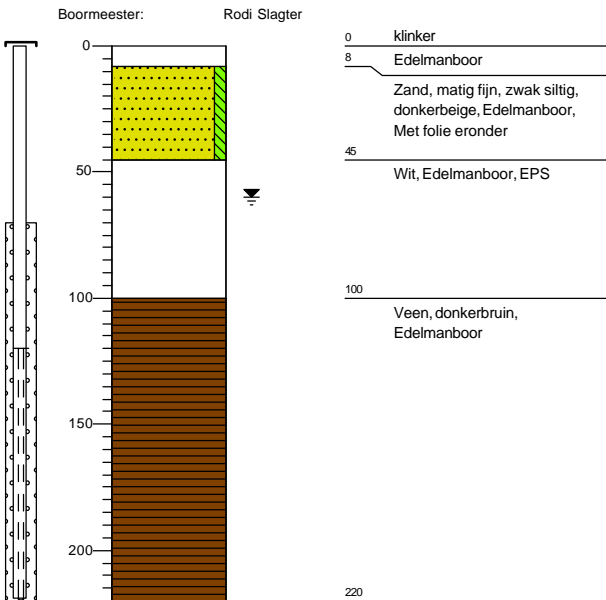 Boormeester: Rodi Slagter
0
50
100
150
200
0 klinker
8 Edelmanboor
Zand, matig fijn, zwak siltig,
donkerbeige, Edelmanboor,
Met folie eronder
45
Wit, Edelmanboor, EPS
100
Veen, donkerbruin,
Edelmanboor
220